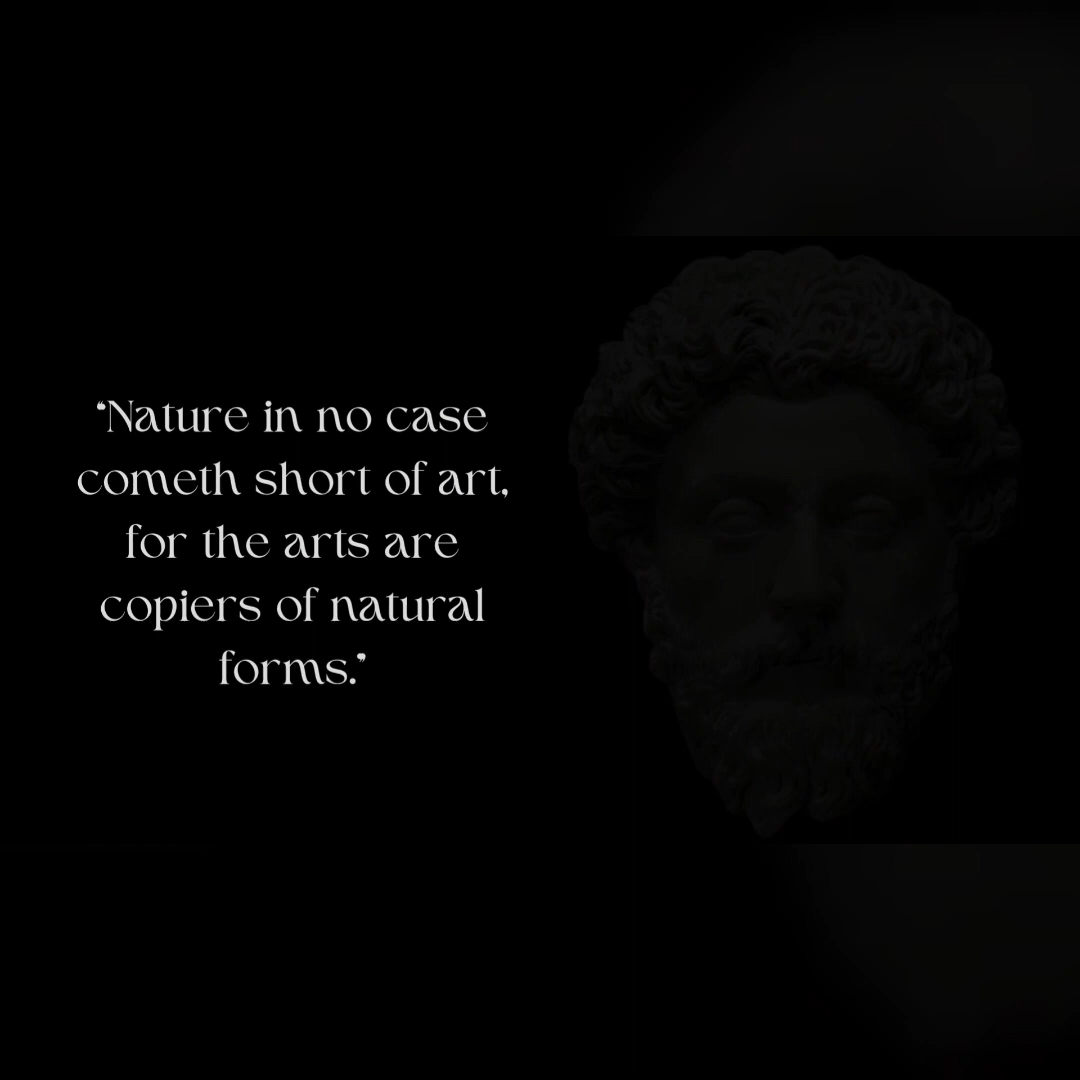 “Nature in no case
cometh short of art,
for the arts are
copiers of natural
forms.”